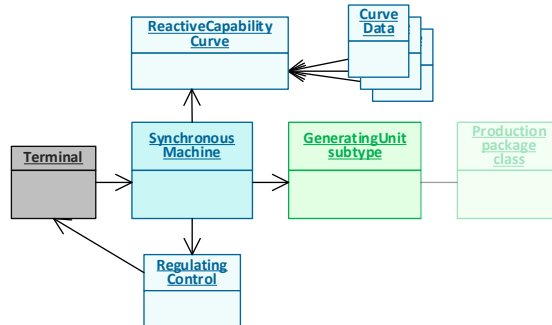 ReactiveCapability
Curve
Curve
Data
Synchronous
Machine
GeneratingUnit
subtype
Production
package
class
Terminal
Regulating
Control